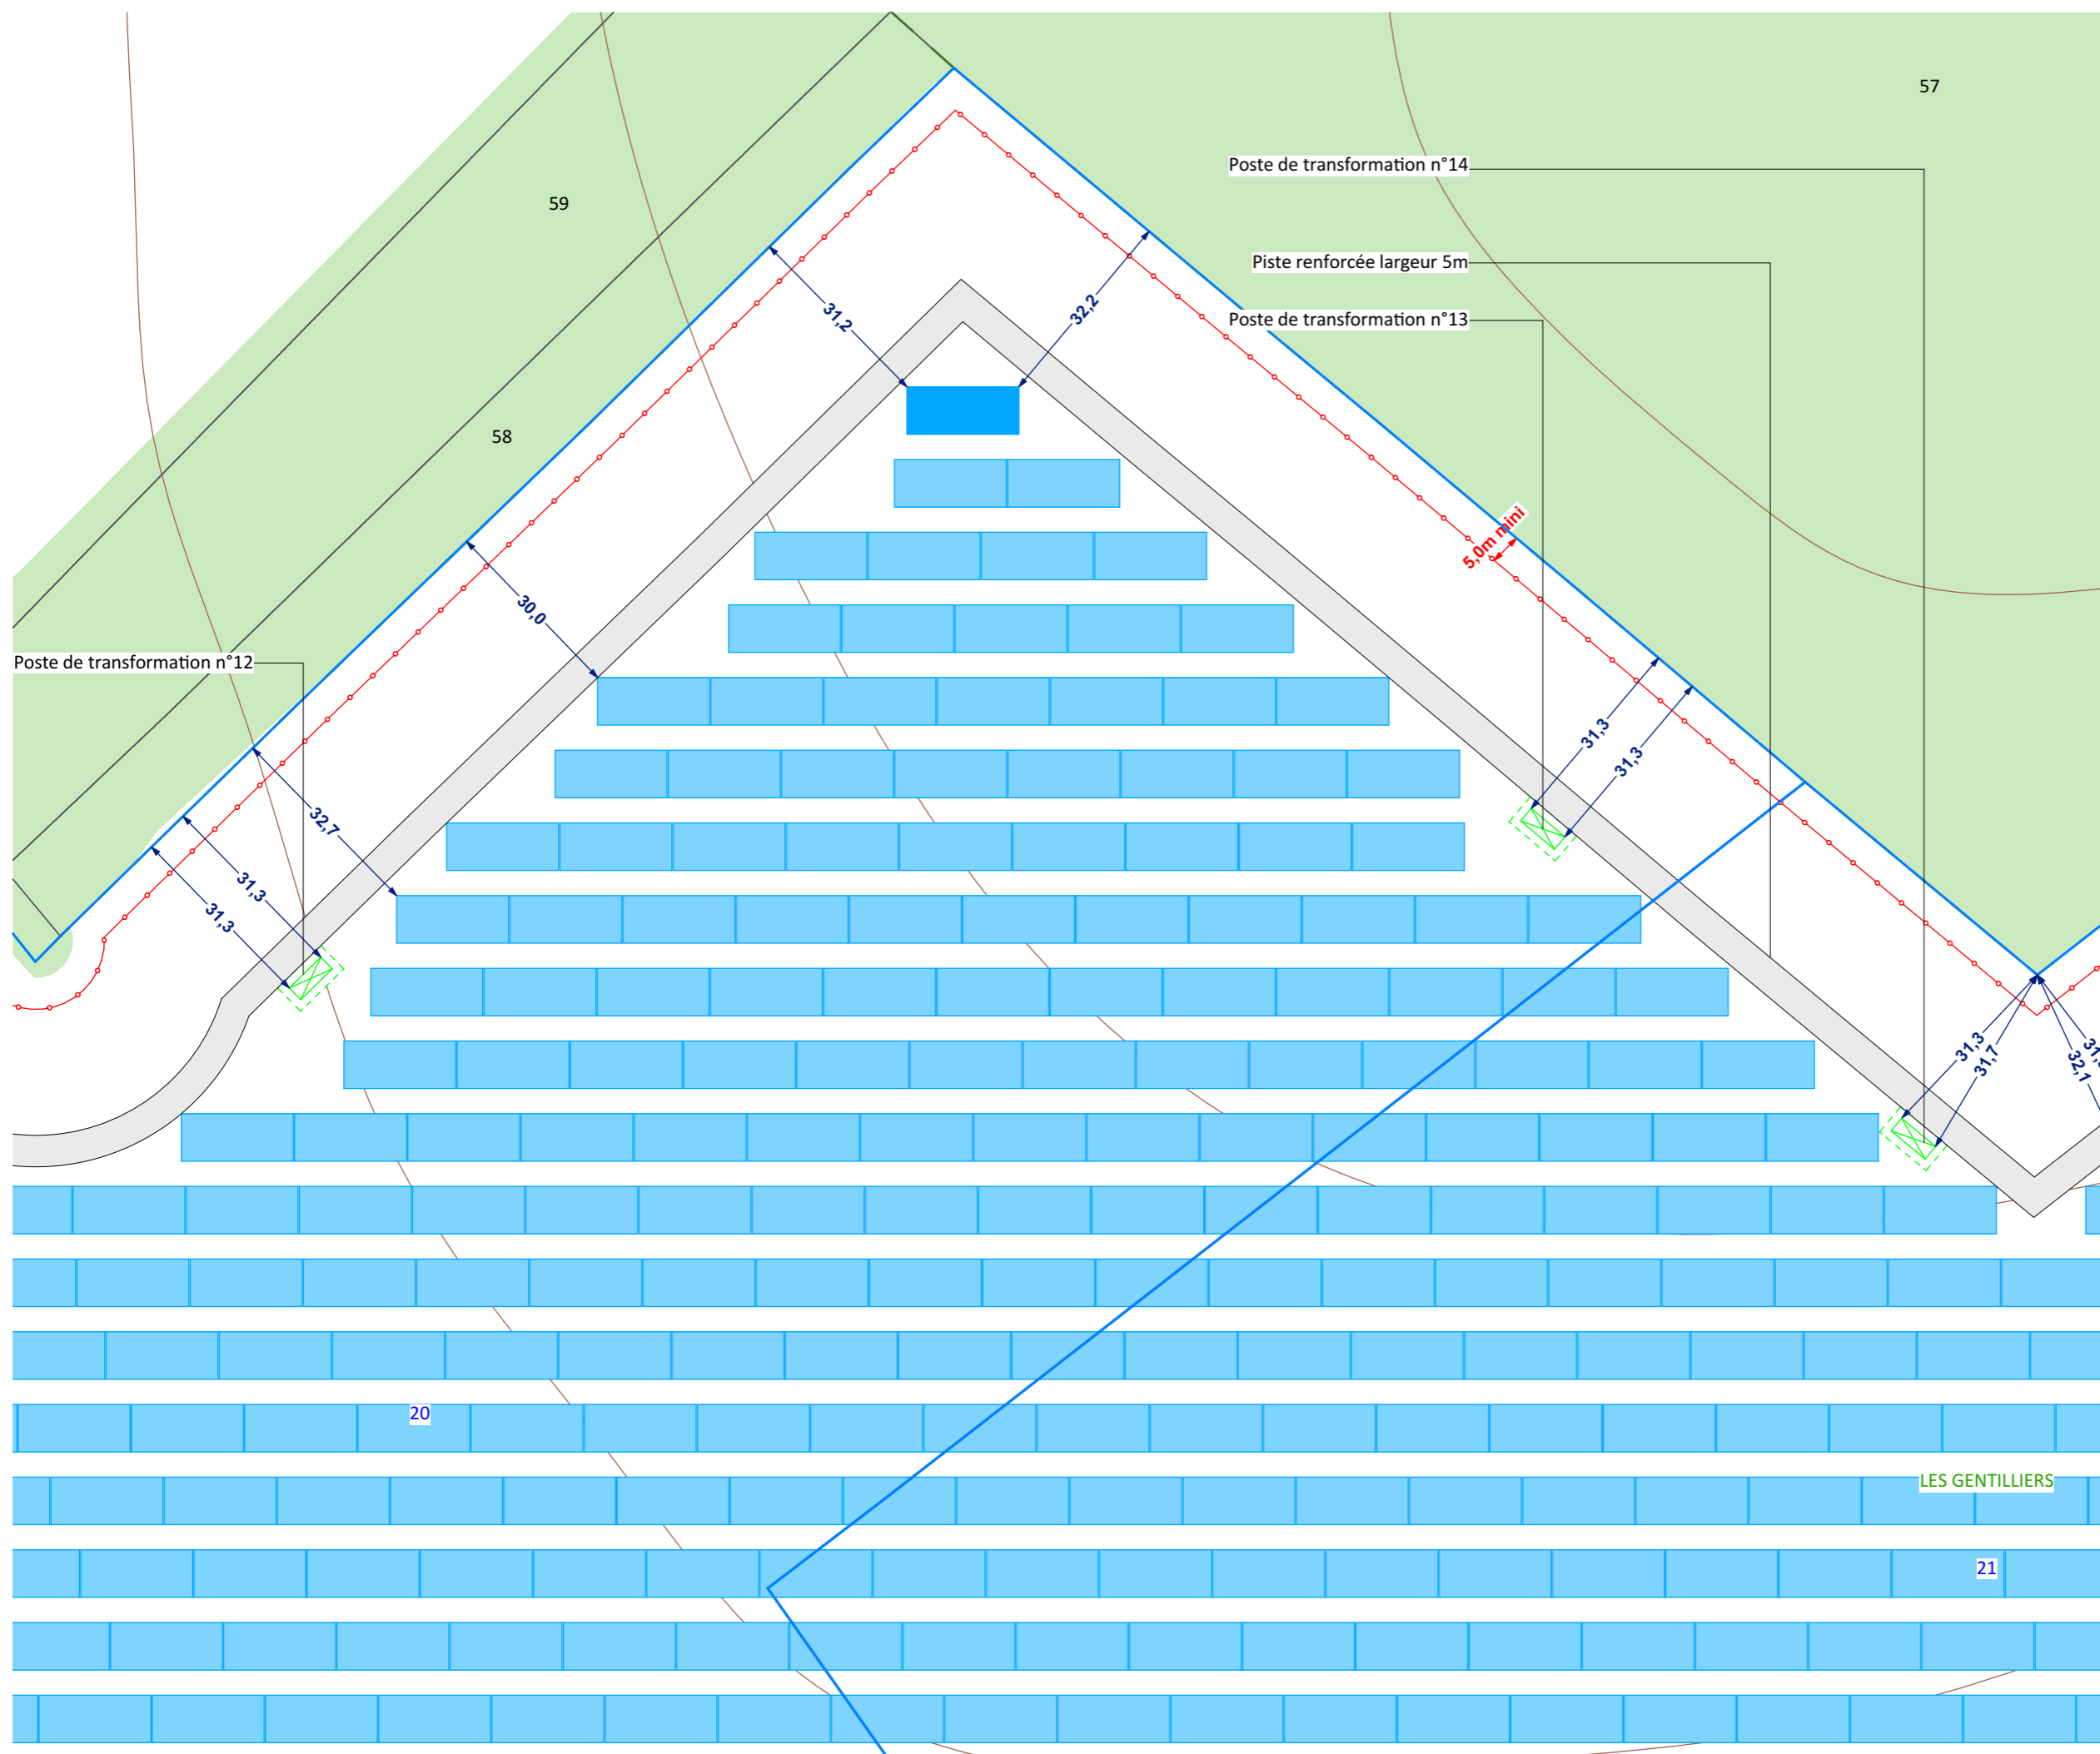 57
Poste de transformation n°14
59
Piste renforcée largeur 5m
31,2
32,2
Poste de transformation n°13
58
5,0m mini
30,0
Poste de transformation n°12
31,3
31,3
32,7
31,3
31,3
31,3
31,7
32,1
20
LES GENTILLIERS
21